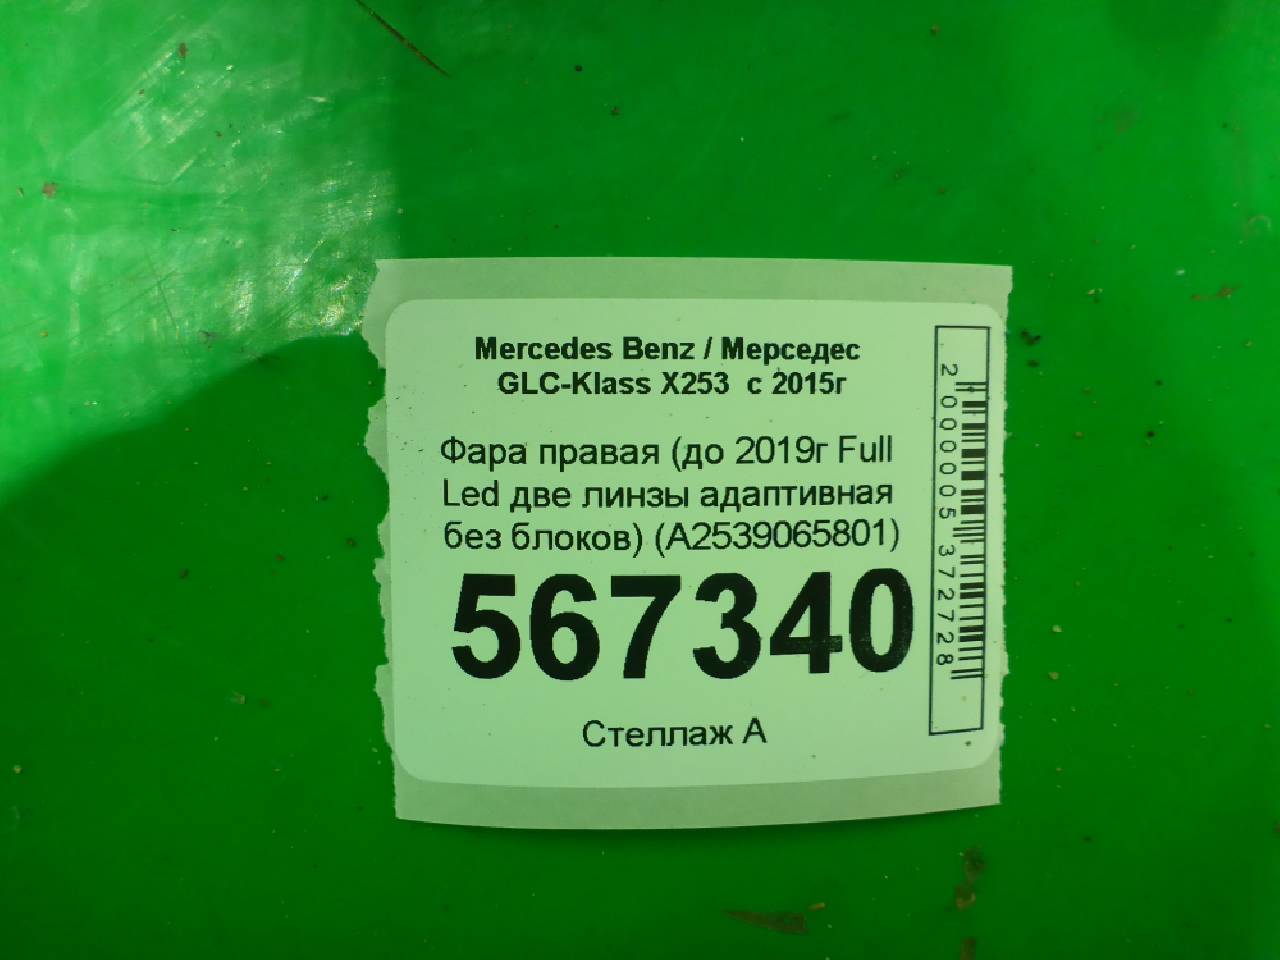 Mercedes Benz / Мерседес
GLC-Klass X253 с 2015г
Фара правая (до 2019г Full
Led две линзы адаптивная
без блоков) (A2539065801)
567340
Стеллаж А
2000005372728